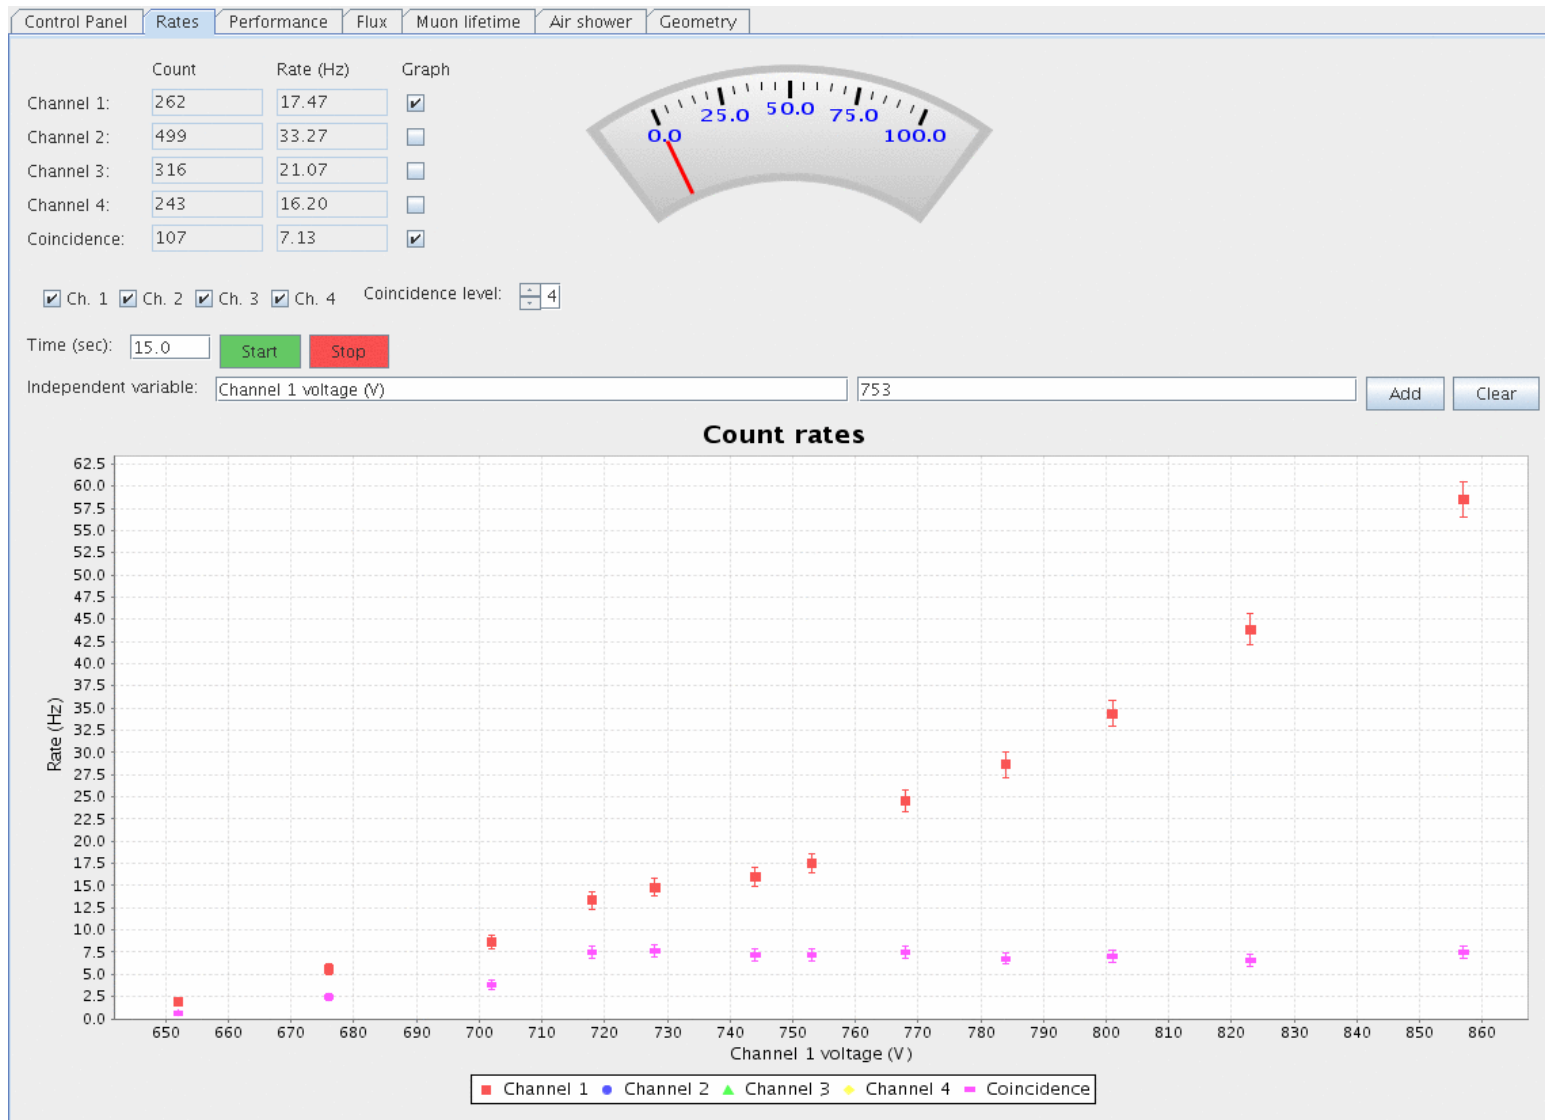 Control Panel Rates Performance Flux Muon lifetime Air shower Geometry
Count Rate (Hz) Graph
Channel 1: 262 17.47
Channel 2: 499 33.27
Channel 3: 316 21.07
Channel 4: 243 16.20
Coincidence: 107 7.13
0.0 25.0 50.0 75.0 100.0
Ch. 1 Ch. 2 Ch. 3 Ch. 4 Coincidence level: 4
Time (sec): 15.0 Start Stop
Independent variable: Channel 1 voltage (V) 753 Add Clear
Count rates
62.5
60.0
57.5
55.0
52.5
50.0
47.5
45.0
42.5
40.0
37.5
35.0
32.5
30.0
27.5
25.0
22.5
20.0
17.5
15.0
12.5
10.0
7.5
5.0
2.5
0.0
Rate (Hz)
650 660 670 680 690 700 710 720 730 740 750 760 770 780 790 800 810 820 830 840 850 860
Channel 1 voltage (V)
Channel 1 Channel 2 Channel 3 Channel 4 Coincidence